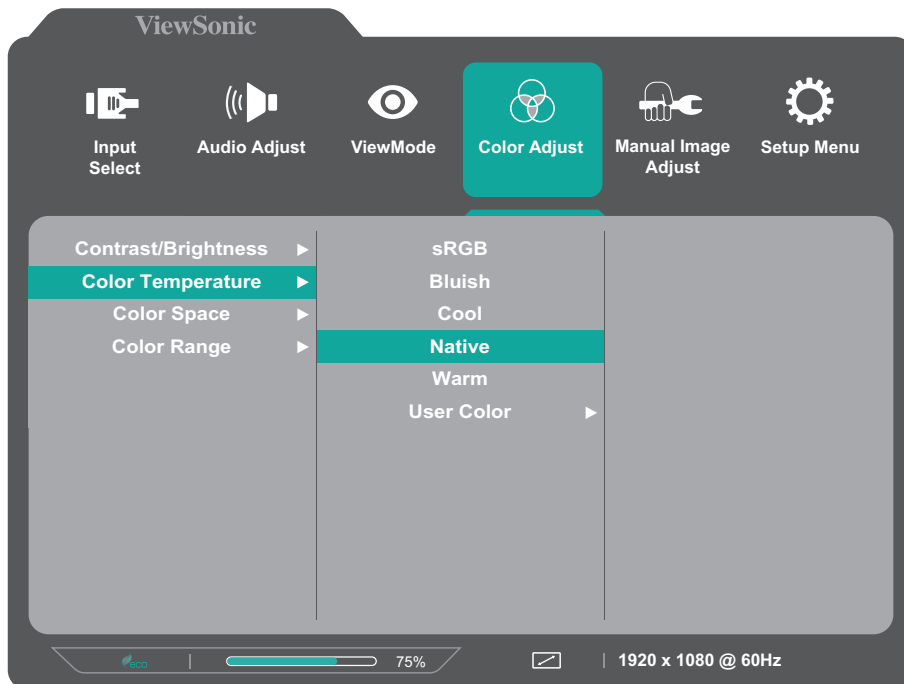 ViewSonic
Input
Select
Audio Adjust
ViewMode
Color Adjust
Manual Image
Adjust
Setup Menu
Contrast/Brightness
Color Temperature
Color Space
Color Range
sRGB
Bluish
Cool
Native
Warm
User Color
eco
75%
1920 x 1080 @ 60Hz